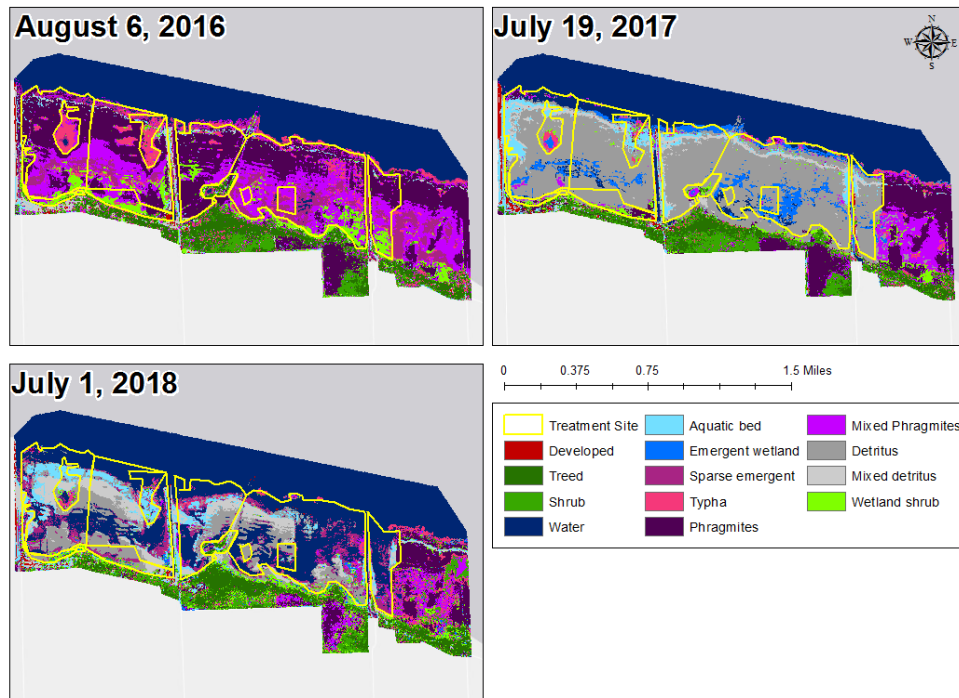 August 6, 2016
July 19, 2017
N
W E
S
July 1, 2018
0 0.375 0.75 1.5 Miles
Treatment Site
Developed
Treed
Shrub
Water
Aquatic bed
Emergent wetland
Sparse emergent
Typha
Phragmites
Mixed Phragmites
Detritus
Mixed detritus
Wetland shrub